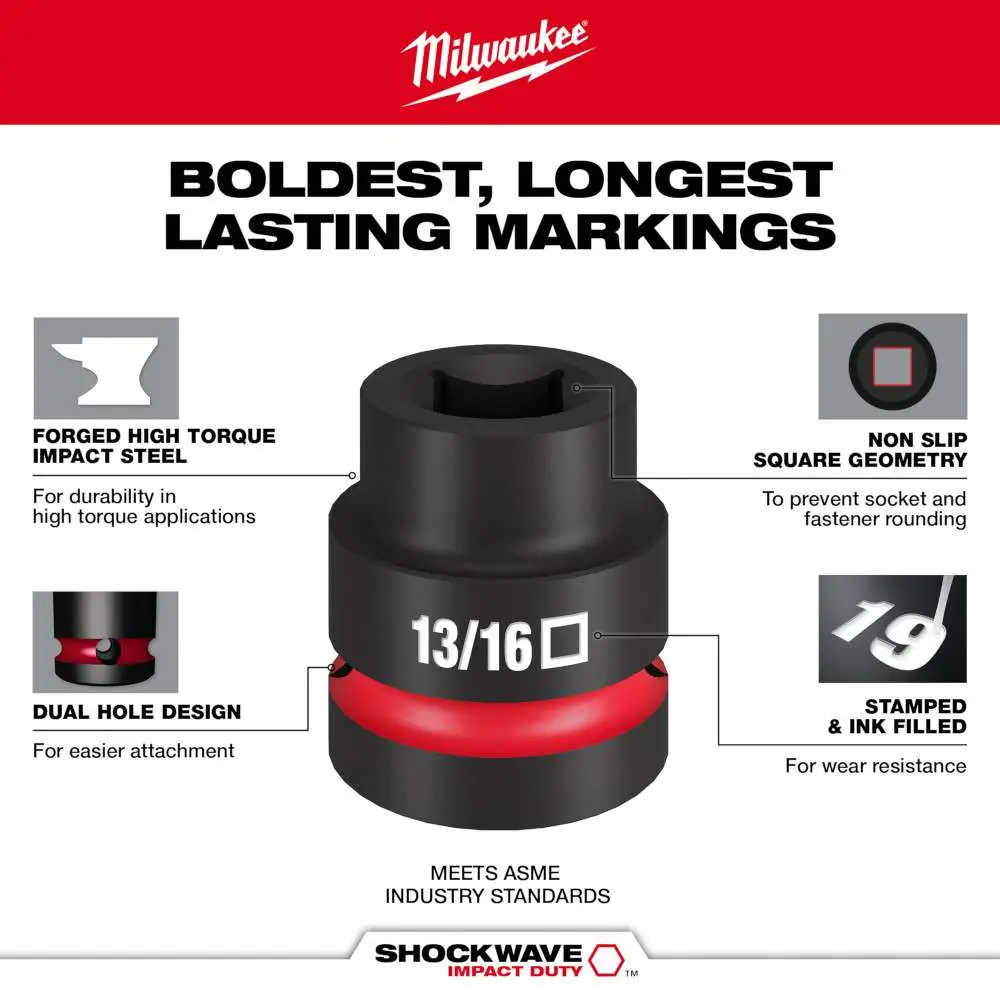 Milwaukee
BOLDEST, LONGEST
LASTING MARKINGS
FORGED HIGH TORQUE
IMPACT STEEL
For durability in
high torque applications
NON SLIP
SQUARE GEOMETRY
To prevent socket and
fastener rounding
13/16
19
DUAL HOLE DESIGN
For easier attachment
STAMPED
& INK FILLED
For wear resistance
MEETS ASME
INDUSTRY STANDARDS
SHOCKWAVE
IMPACT DUTY
TM